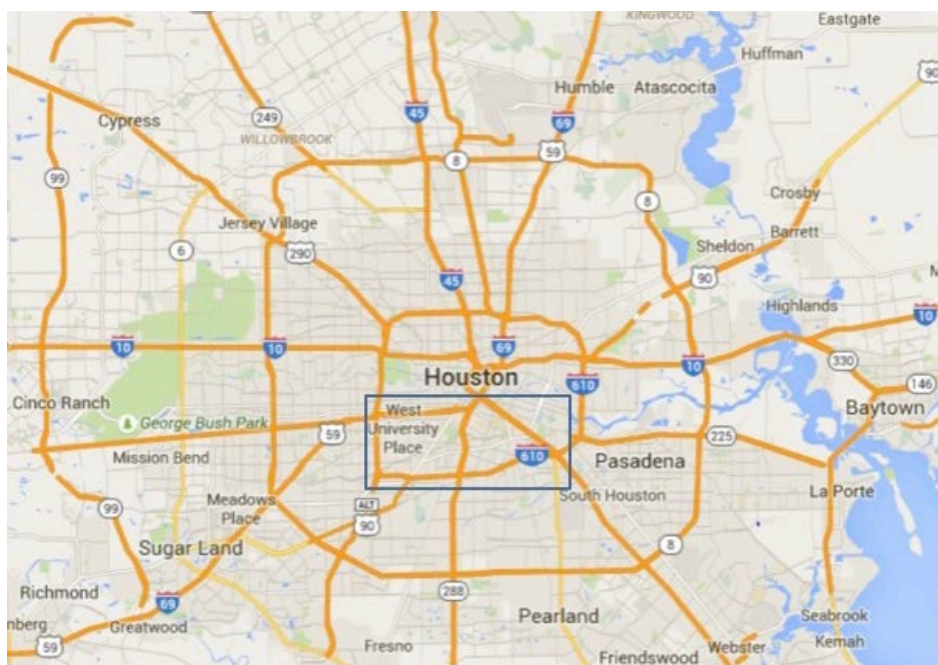 KINGWOOD
Eastgate
Huffman
90
Humble
Atascocita
45
69
249
Cypress
WILLOWBROOK
59
8
99
8
Crosby
Jersey Village
Barrett
6
290
Sheldon
90
45
Highlands
10
10
10
69
10
330
Houston
610
146
Cinco Ranch
West
University
Place
Baytown
George Bush Park
59
225
Mission Bend
610
Pasadena
La Porte
Meadows
Place
South Houston
99
ALT
90
Sugar Land
8
Richmond
69
288
Pearland
Seabrook
nberg
Greatwood
Kemah
59
Fresno
Webster
Friendswood